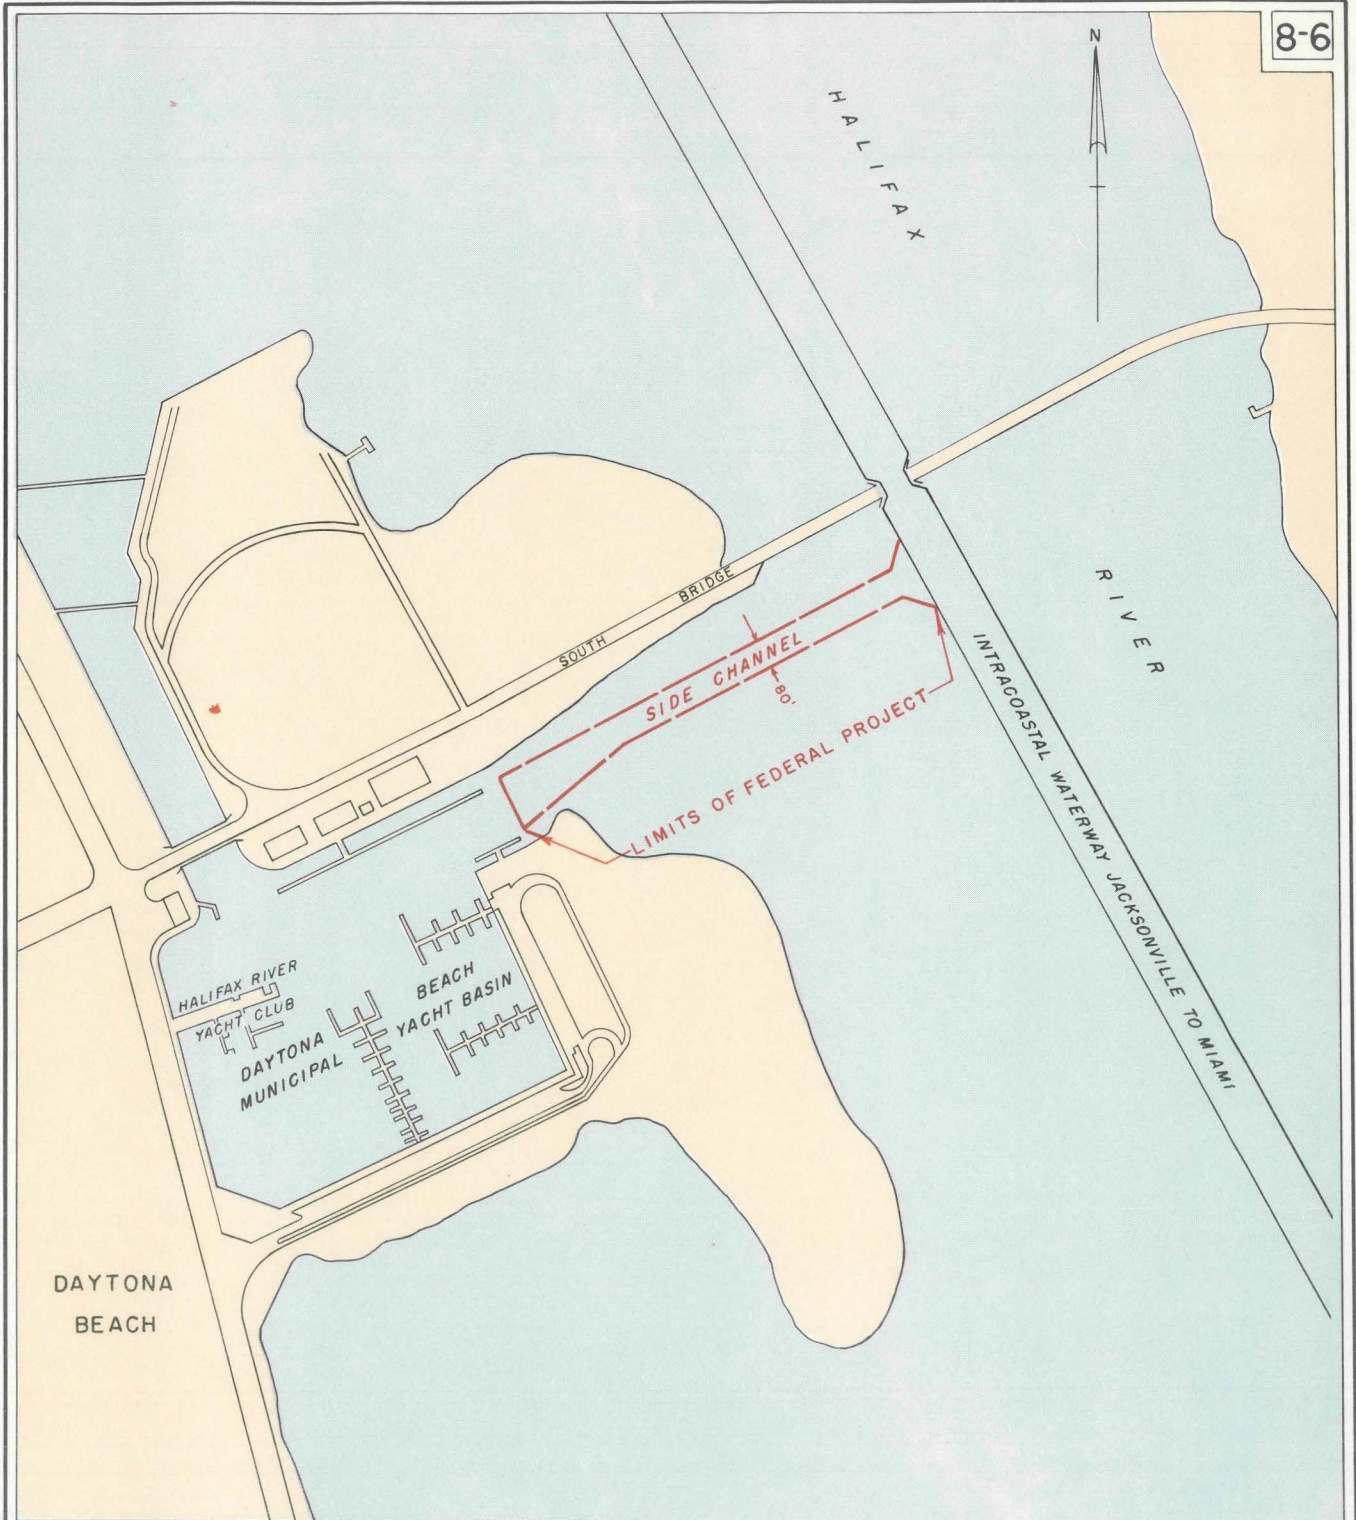 8-6
N
HALIFAX
RIVER
SOUTH BRIDGE
SIDE CHANNEL
80'
LIMITS OF FEDERAL PROJECT
INTRACOASTAL WATERWAY JACKSONVILLE TO MIAMI
HALIFAX RIVER
YACHT CLUB
DAYTONA
MUNICIPAL
BEACH
YACHT BASIN
DAYTONA
BEACH